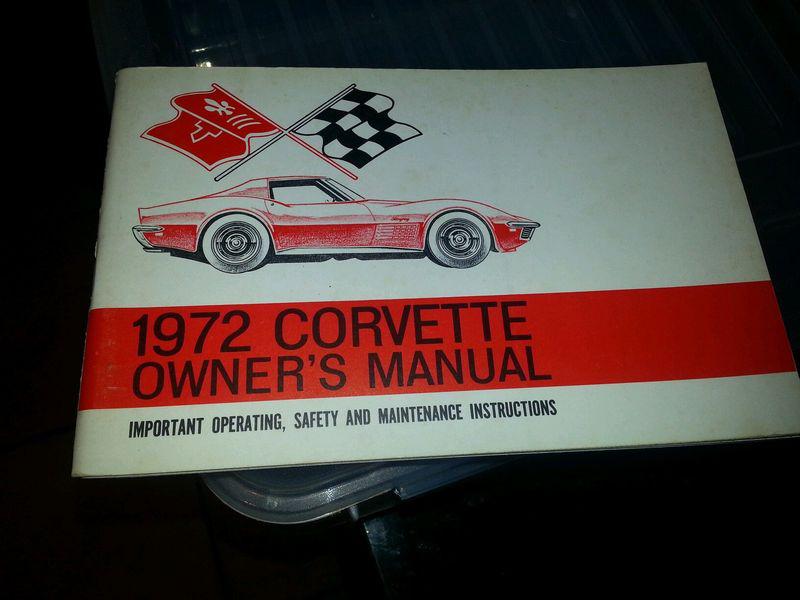 1972 CORVETTE
OWNER'S MANUAL
IMPORTANT OPERATING, SAFETY AND MAINTENANCE INSTRUCTIONS